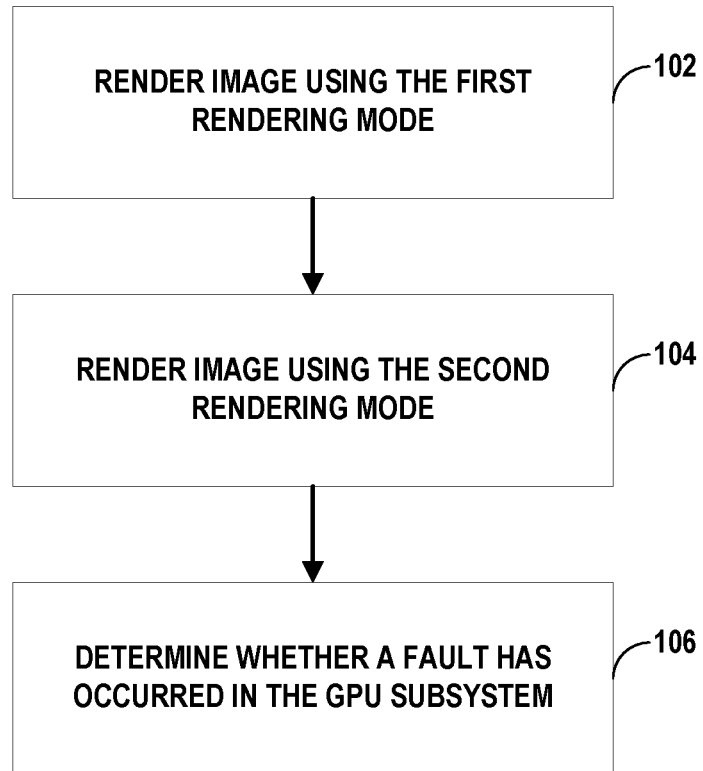 RENDER IMAGE USING THE FIRST
RENDERING MODE
102
RENDER IMAGE USING THE SECOND
RENDERING MODE
104
DETERMINE WHETHER A FAULT HAS
OCCURRED IN THE GPU SUBSYSTEM
106